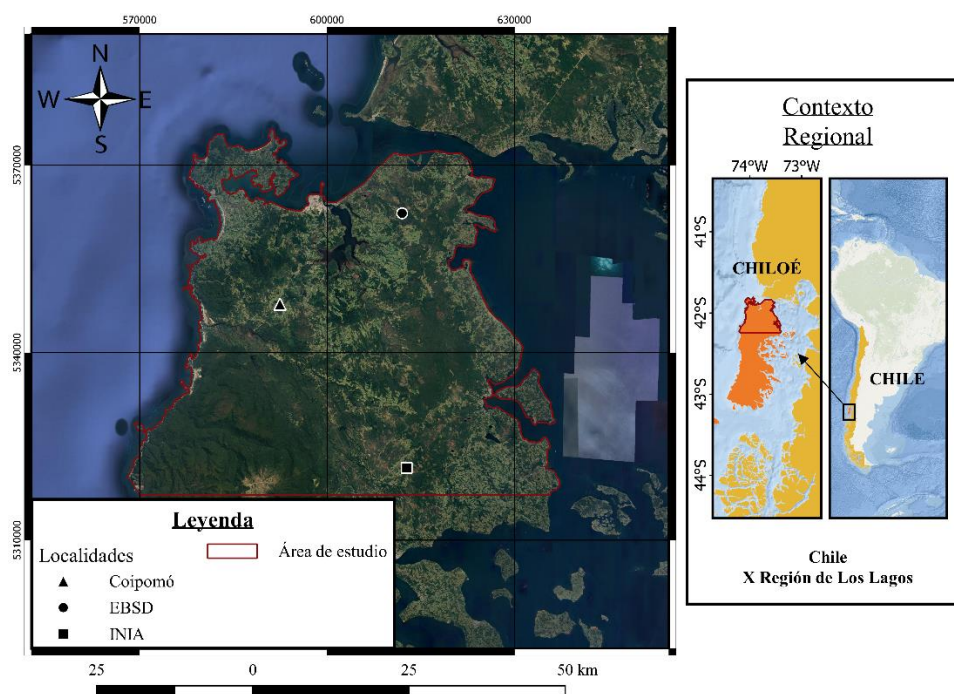 570000
600000
630000
N
W
E
S
5370000
5340000
5310000
Leyenda
Localidades
Área de estudio
Coipomó
EBSD
INIA
25
0
25
50 km
Contexto
Regional
74°W
73°W
41°S
42°S
43°S
44°S
CHILOÉ
CHILE
Chile
X Región de Los Lagos